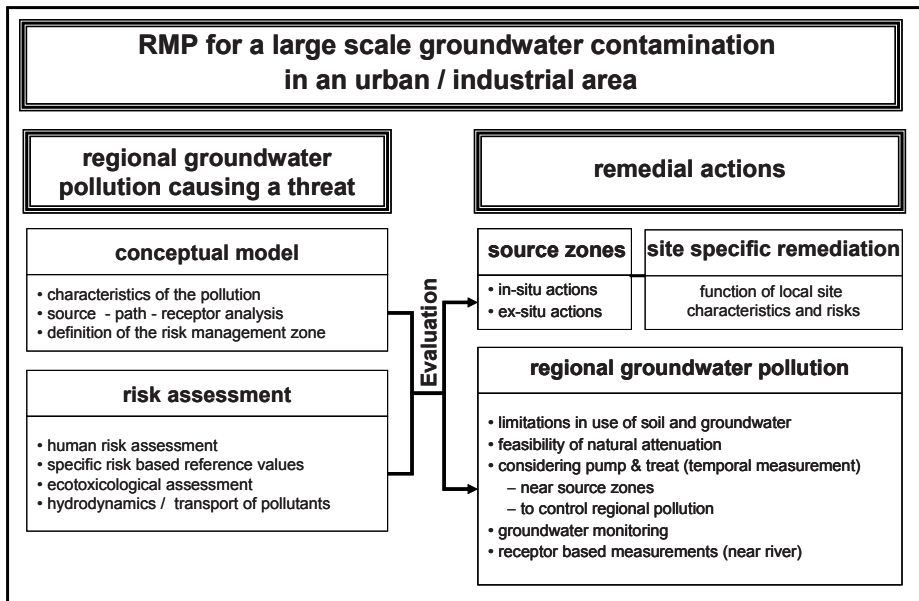 RMP for a large scale groundwater contamination
in an urban / industrial area
regional groundwater
pollution causing a threat
conceptual model
• characteristics of the pollution
• source - path - receptor analysis
• definition of the risk management zone
risk assessment
• human risk assessment
• specific risk based reference values
• ecotoxicological assessment
• hydrodynamics / transport of pollutants
Evaluation
remedial actions
source zones
• in-situ actions
• ex-situ actions
site specific remediation
function of local site
characteristics and risks
regional groundwater pollution
• limitations in use of soil and groundwater
• feasibility of natural attenuation
• considering pump & treat (temporal measurement)
– near source zones
– to control regional pollution
• groundwater monitoring
• receptor based measurements (near river)